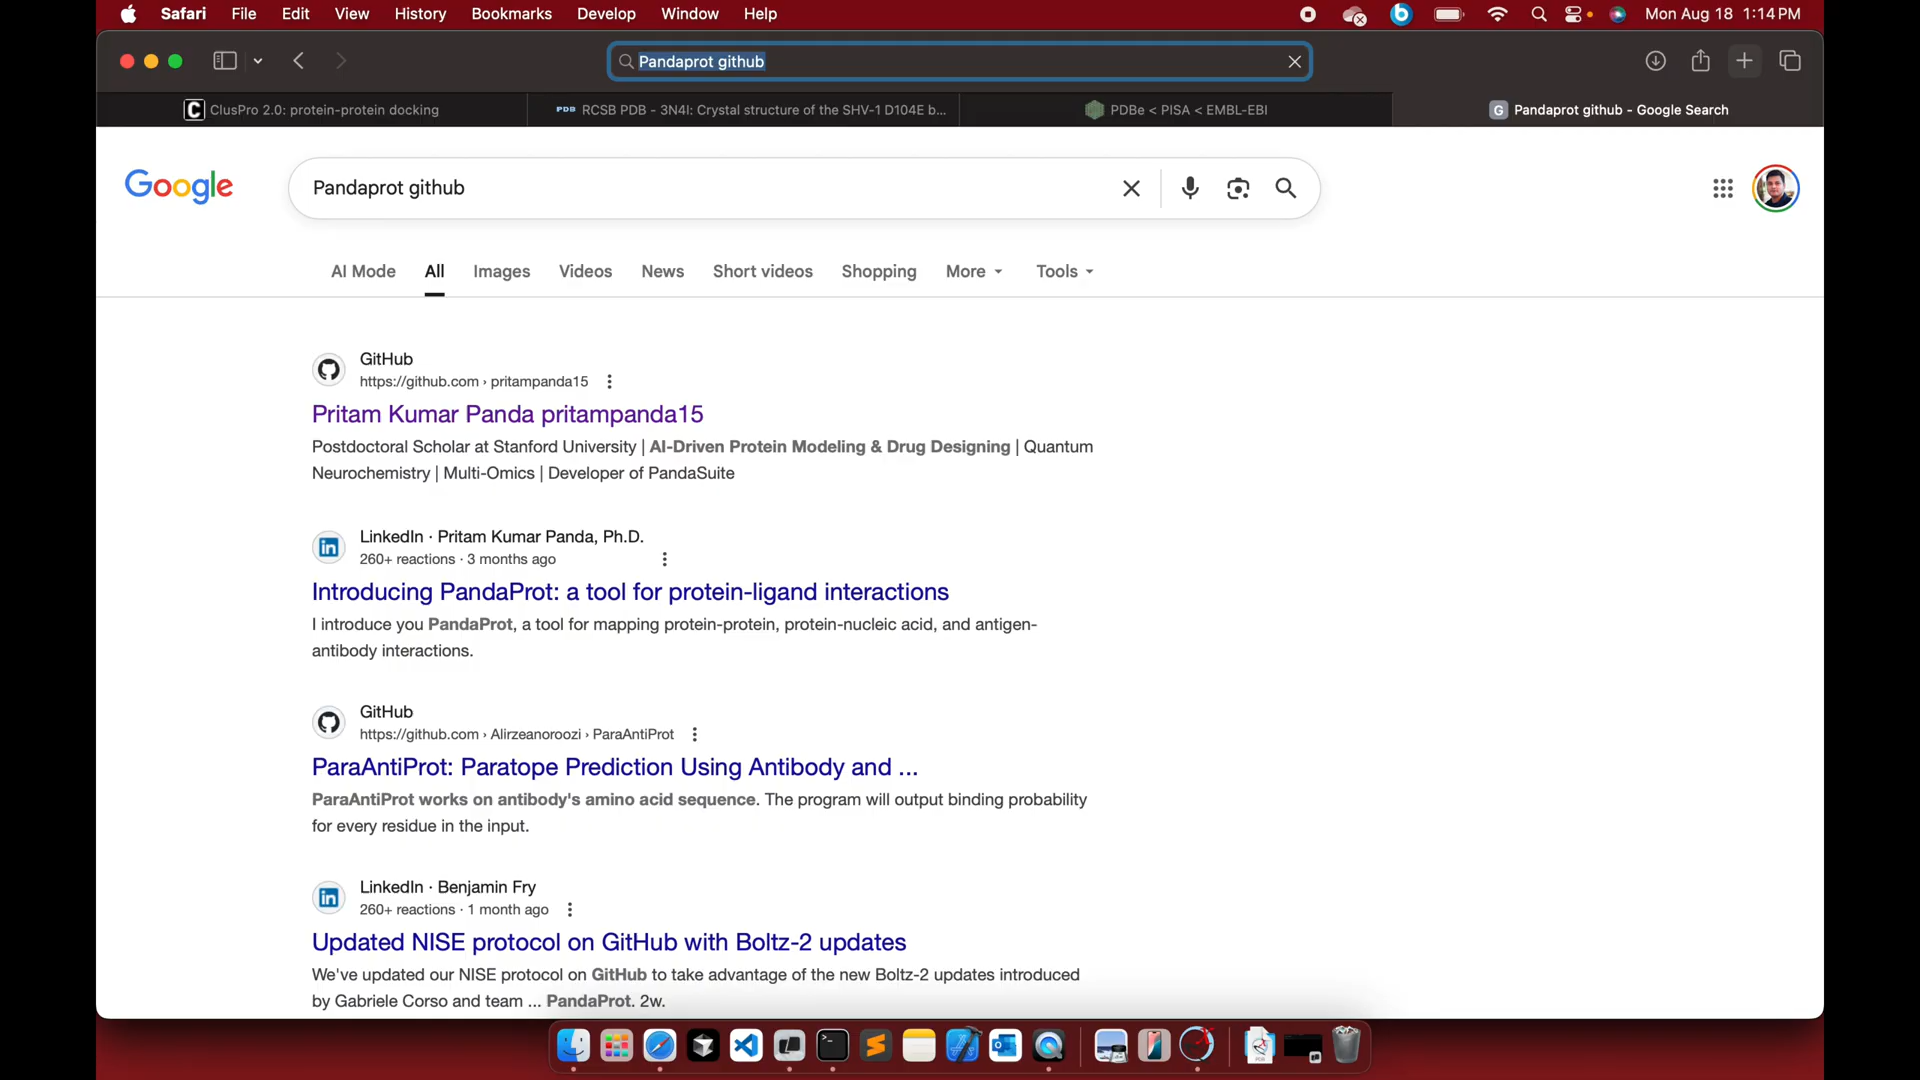 Safari File Edit View History Bookmarks Develop Window Help Mon Aug 18 1:14 PM
Pandaprot github
ClusPro 2.0: protein-protein docking
PDB RCSB PDB - 3N4I: Crystal structure of the SHV-1 D104E b...
PDBe < PISA < EMBL-EBI
G Pandaprot github - Google Search
Google
Pandaprot github
AI Mode All Images Videos News Short videos Shopping More Tools
GitHub
https://github.com › pritampanda15
Pritam Kumar Panda pritampanda15
Postdoctoral Scholar at Stanford University | AI-Driven Protein Modeling & Drug Designing | Quantum
Neurochemistry | Multi-Omics | Developer of PandaSuite
in
LinkedIn · Pritam Kumar Panda, Ph.D.
260+ reactions · 3 months ago
Introducing PandaProt: a tool for protein-ligand interactions
I introduce you PandaProt, a tool for mapping protein-protein, protein-nucleic acid, and antigen-
antibody interactions.
GitHub
https://github.com › Alirzeanoroozi › ParaAntiProt
ParaAntiProt: Paratope Prediction Using Antibody and ...
ParaAntiProt works on antibody's amino acid sequence. The program will output binding probability
for every residue in the input.
in
LinkedIn · Benjamin Fry
260+ reactions · 1 month ago
Updated NISE protocol on GitHub with Boltz-2 updates
We've updated our NISE protocol on GitHub to take advantage of the new Boltz-2 updates introduced
by Gabriele Corso and team ... PandaProt. 2w.